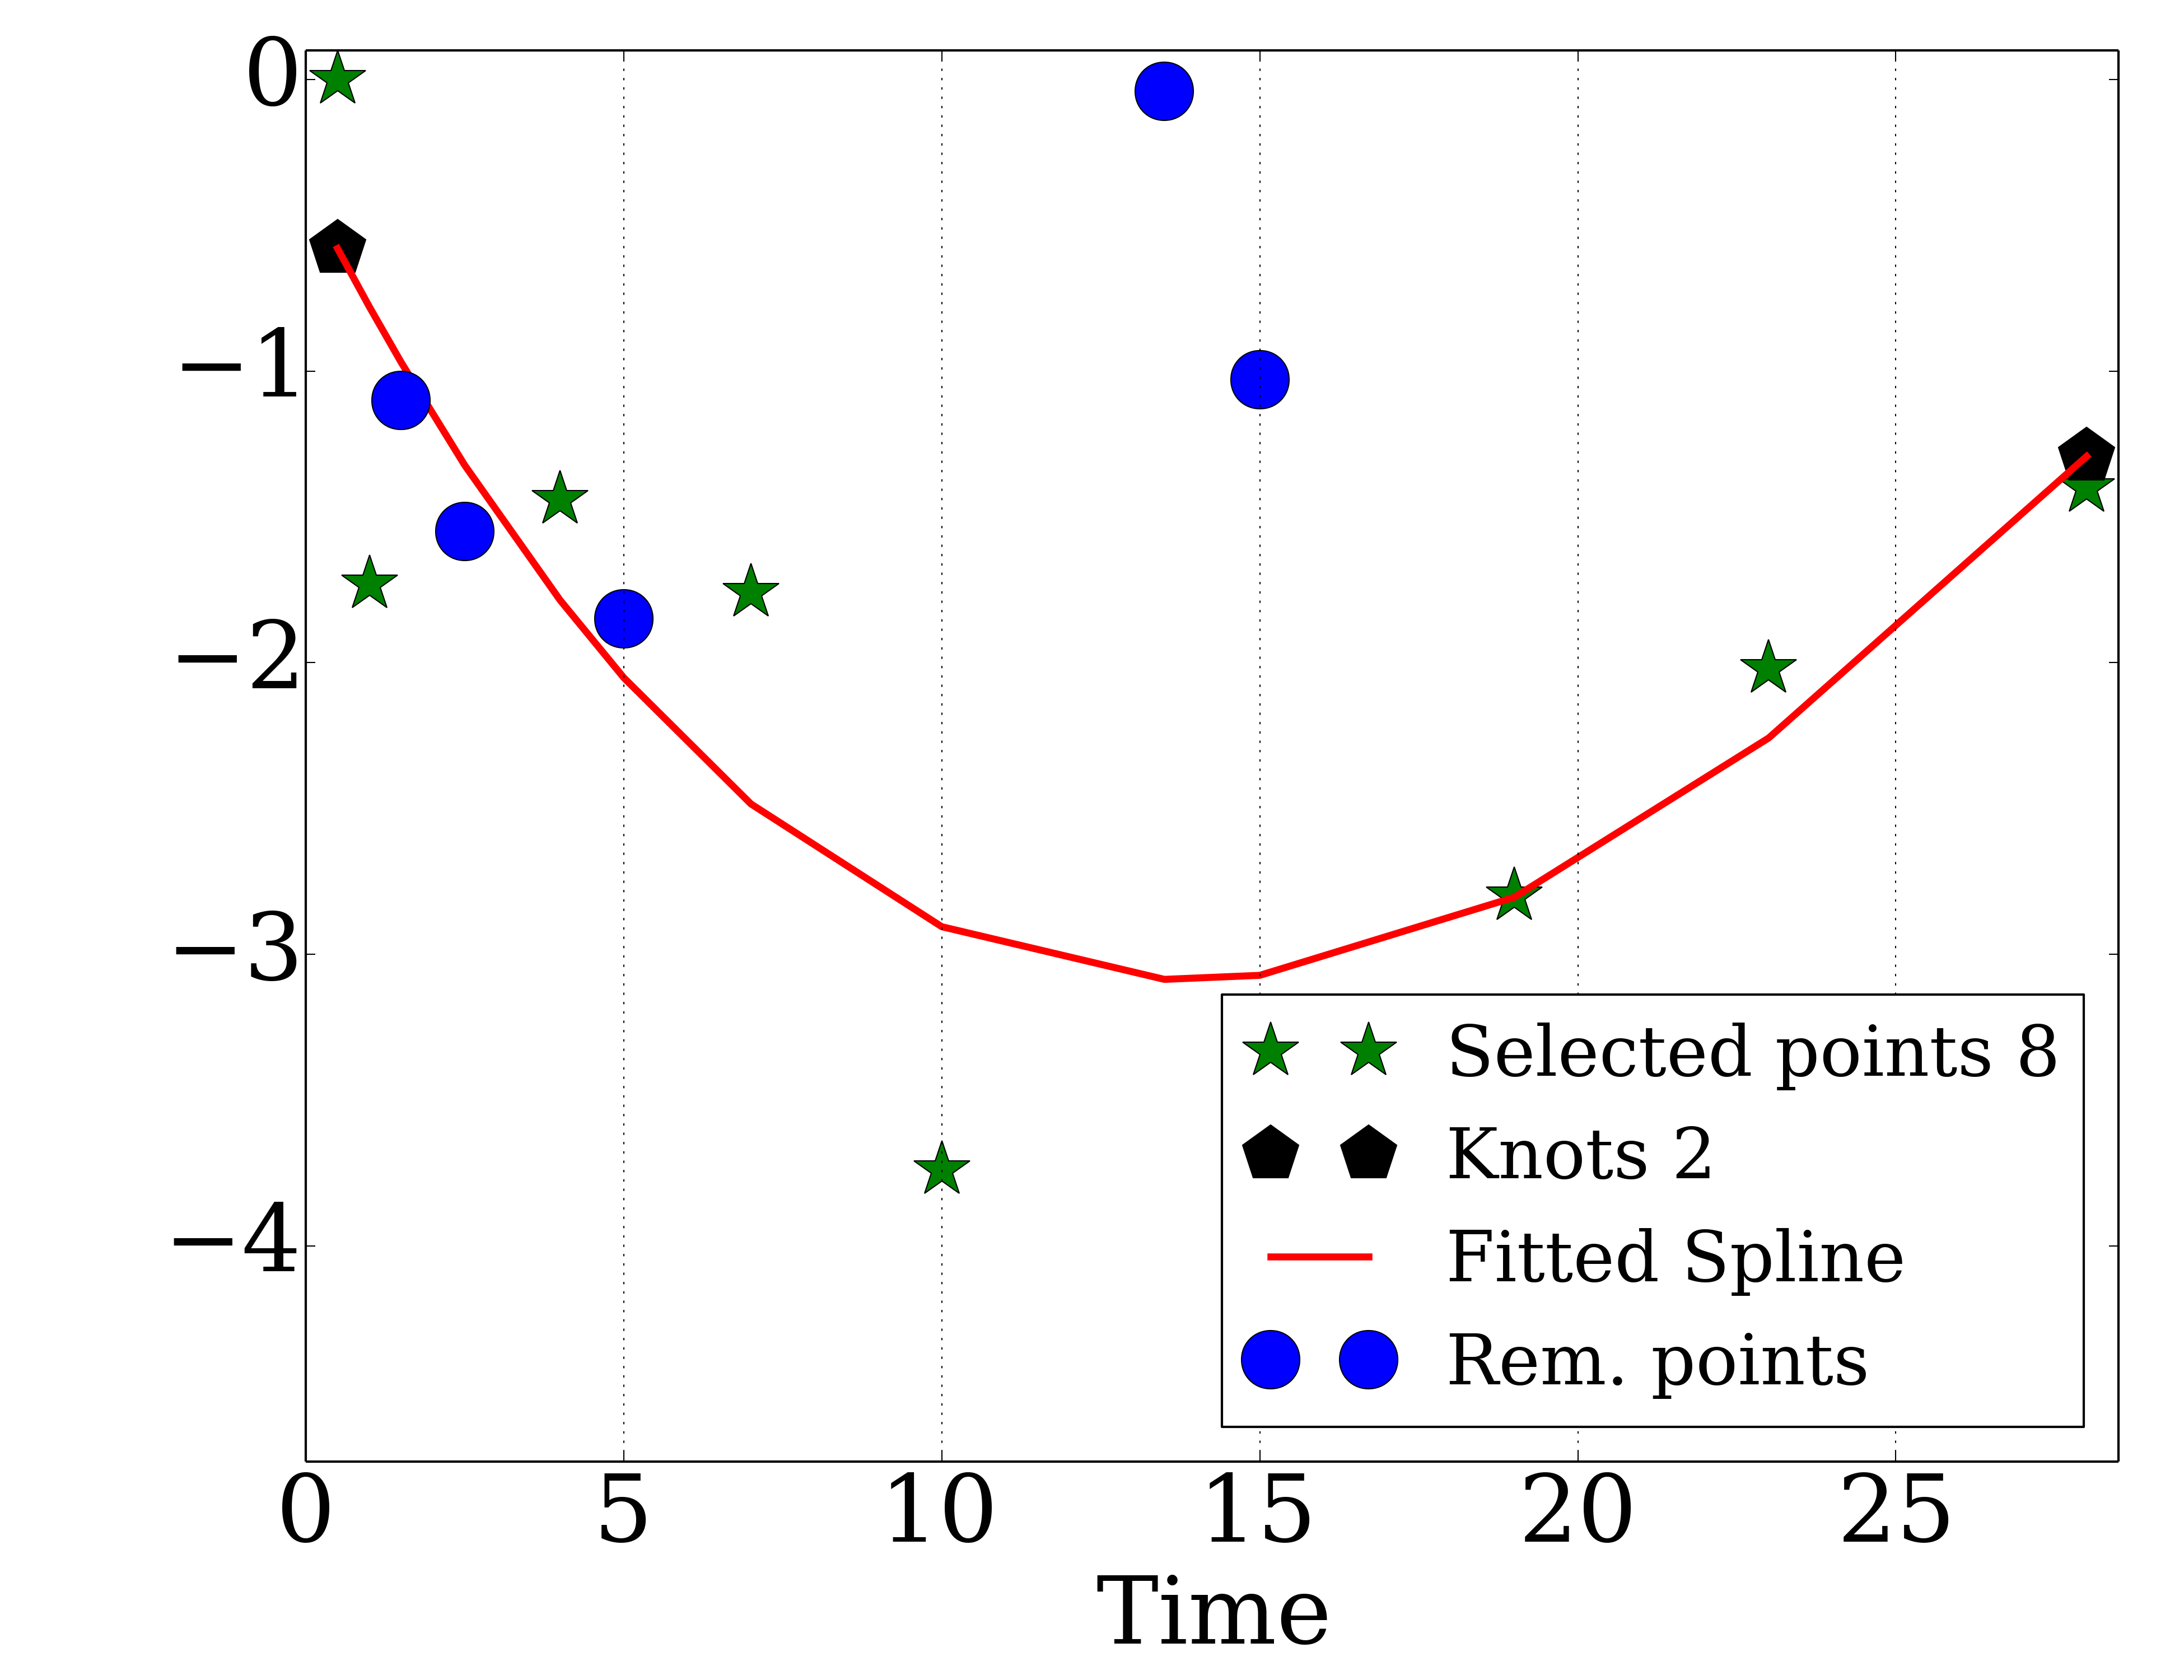 0
−1
−2
−3
−4
Selected points 8
Knots 2
Fitted Spline
Rem. points
0 5 10 15 20 25
Time